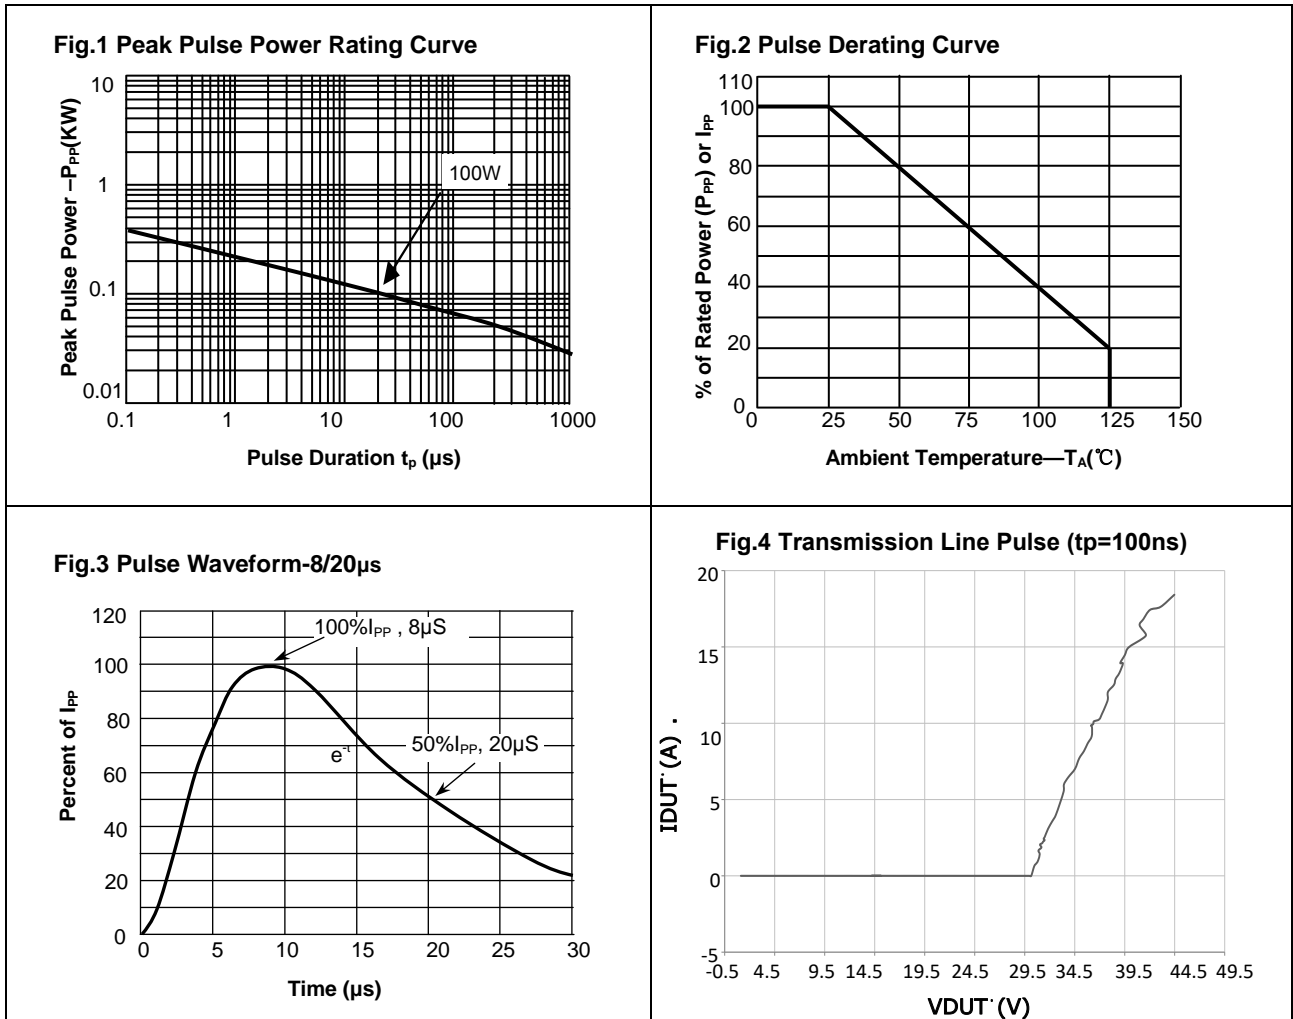 Fig.1 Peak Pulse Power Rating Curve
Peak Pulse Power –PPP(KW)
10
1
0.1
0.01
100W
0.1 1 10 100 1000
Pulse Duration tp (µs)
Fig.2 Pulse Derating Curve
% of Rated Power (PPP) or IPP
110
100
80
60
40
20
0
25 50 75 100 125 150
Ambient Temperature—TA(℃)
Fig.3 Pulse Waveform-8/20µs
Percent of IPP
120
100
80
60
40
20
0
100%IPP , 8µS
e-t
50%IPP, 20µS
0 5 10 15 20 25 30
Time (µs)
Fig.4 Transmission Line Pulse (tp=100ns)
IDUT˙(A) .
20
15
10
5
0
-5
-0.5 4.5 9.5 14.5 19.5 24.5 29.5 34.5 39.5 44.5 49.5
VDUT˙(V)